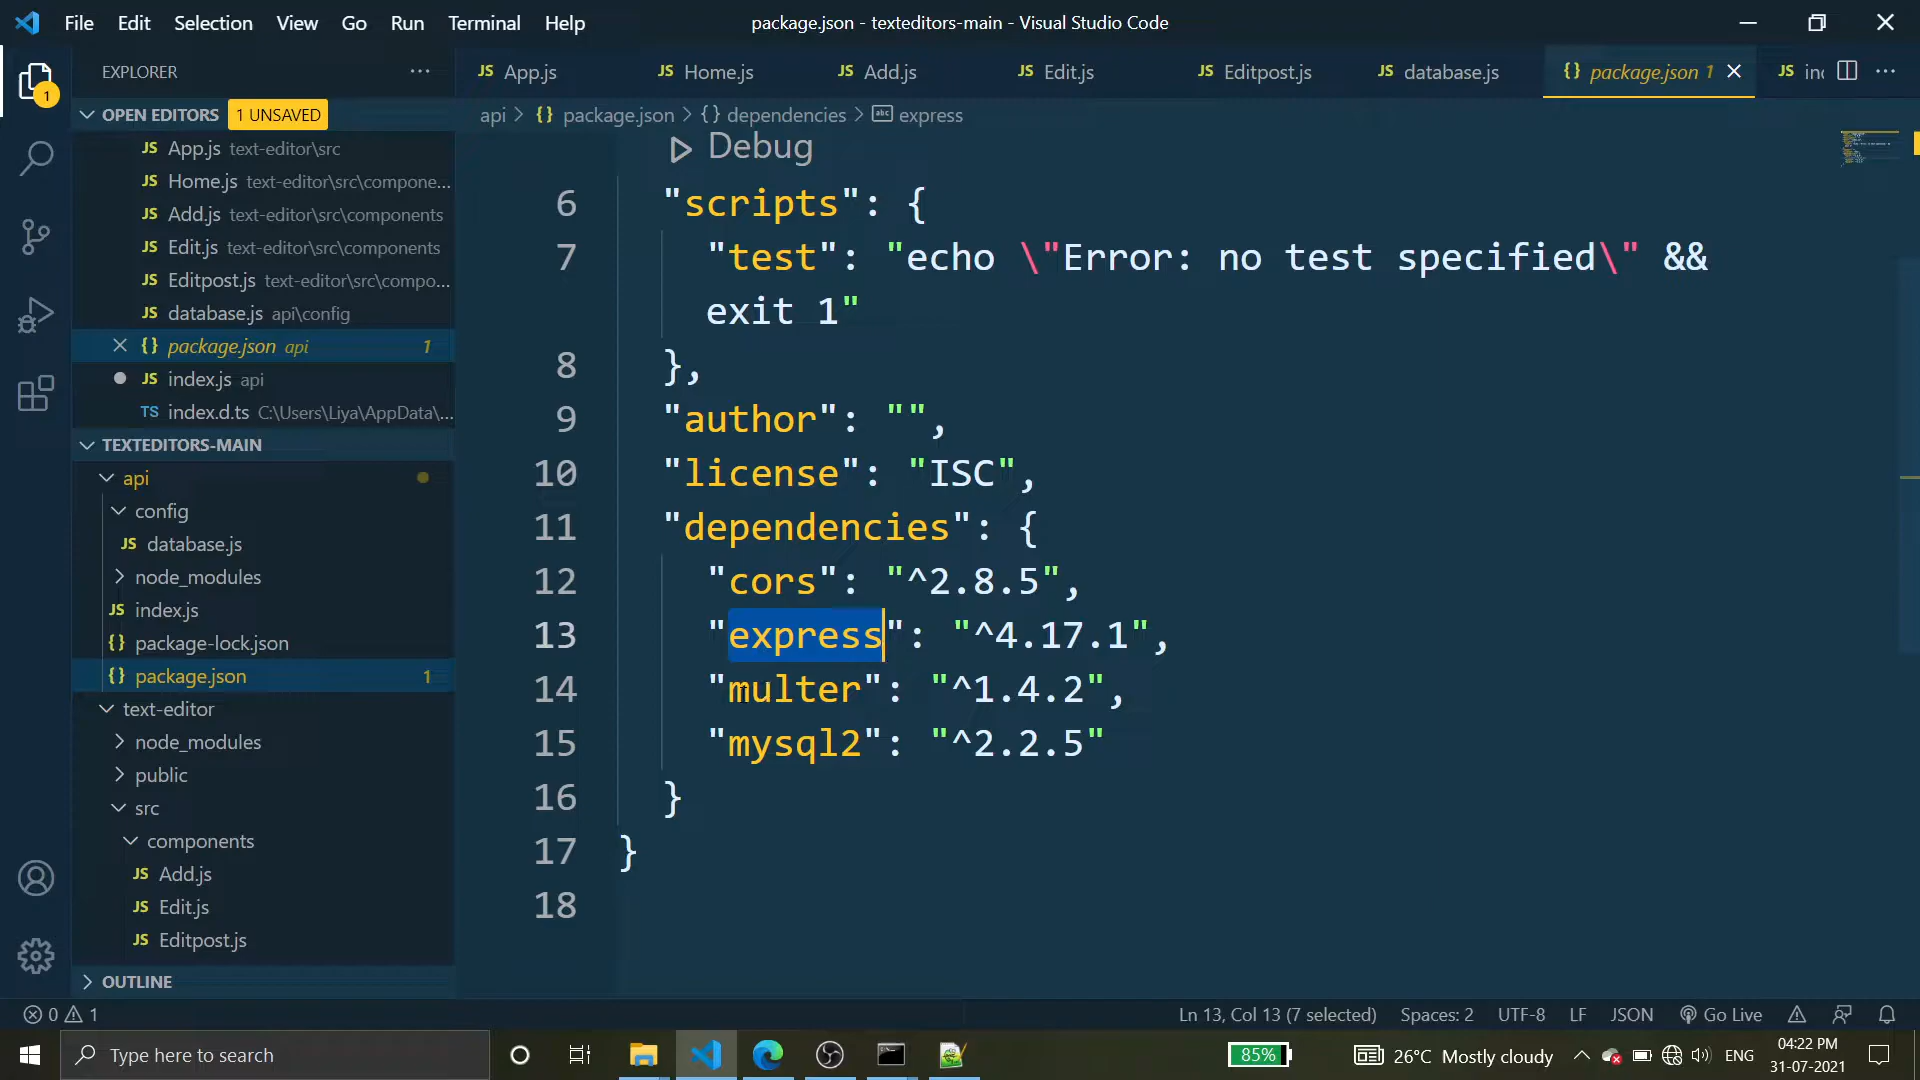 File Edit Selection View Go Run Terminal Help
package.json - texteditors-main - Visual Studio Code
EXPLORER
1
OPEN EDITORS 1 UNSAVED
JS App.js text-editor\src
JS Home.js text-editor\src\compone...
JS Add.js text-editor\src\components
JS Edit.js text-editor\src\components
JS Editpost.js text-editor\src\compo...
JS database.js api\config
{} package.json api 1
JS index.js api
TS index.d.ts C:\Users\Liya\AppData\...
TEXTEDITORS-MAIN
api
config
JS database.js
node_modules
JS index.js
{} package-lock.json
{} package.json 1
text-editor
node_modules
public
src
components
JS Add.js
JS Edit.js
JS Editpost.js
OUTLINE
JS App.js JS Home.js JS Add.js JS Edit.js JS Editpost.js JS database.js {} package.json 1 JS in
api > {} package.json > {} dependencies > abc express
Debug
6 "scripts": {
7 "test": "echo \"Error: no test specified\" &&
exit 1"
8 },
9 "author": "",
10 "license": "ISC",
11 "dependencies": {
12 "cors": "^2.8.5",
13 "express": "^4.17.1",
14 "multer": "^1.4.2",
15 "mysql2": "^2.2.5"
16 }
17 }
18
0 1 Ln 13, Col 13 (7 selected) Spaces: 2 UTF-8 LF JSON Go Live
Type here to search 85% 26°C Mostly cloudy ENG 04:22 PM
31-07-2021